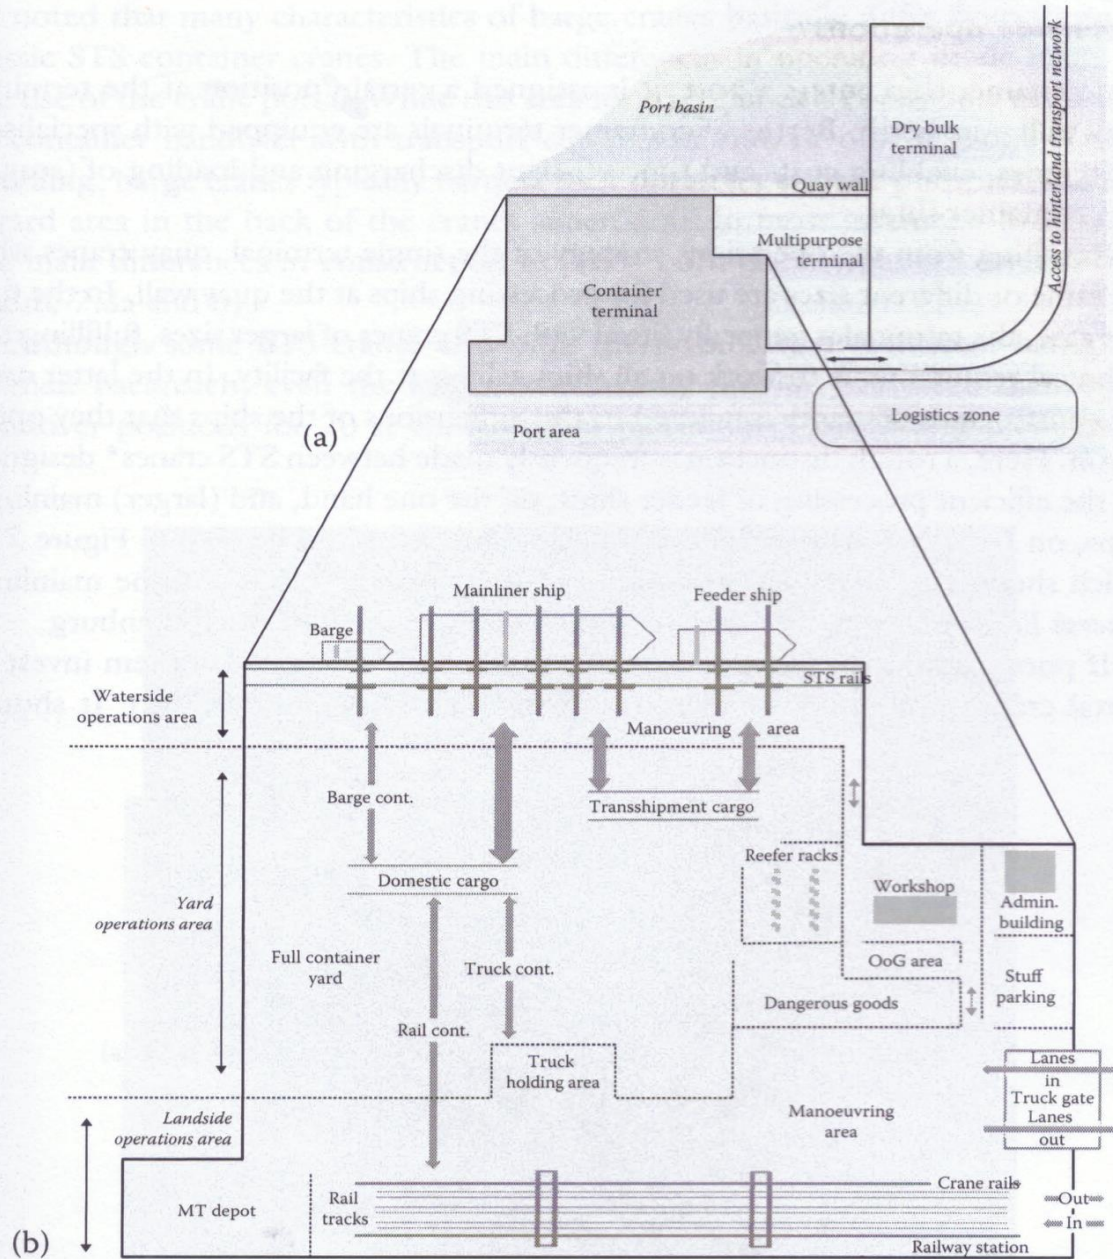 Port basin
Dry bulk
terminal
Access to hinterland transport network
Quay wall
Multipurpose
terminal
Container
terminal
Logistics zone
Port area
(a)
Mainliner ship
Feeder ship
Barge
STS rails
Waterside
operations area
Manoeuvring area
Barge cont.
Transshipment cargo
Reefer racks
Domestic cargo
Workshop
Admin.
building
Yard
operations area
Full container
yard
Truck cont.
OoG area
Stuff
parking
Dangerous goods
Rail cont.
Truck
holding area
Lanes
in
Truck gate
Lanes
out
Landside
operations area
Manoeuvring
area
MT depot
Rail
tracks
Crane rails
Out
In
Railway station
(b)